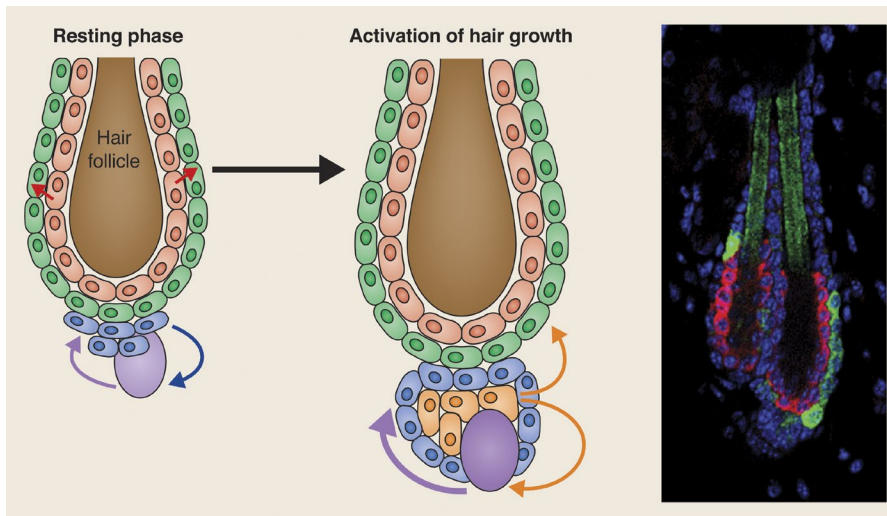 Resting phase
Activation of hair growth
Hair
follicle